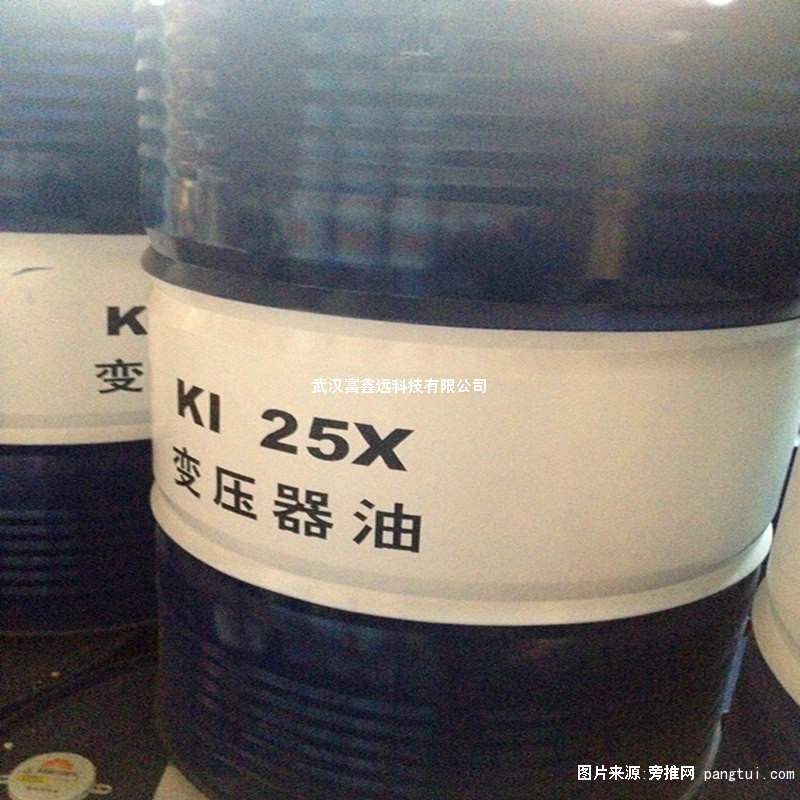 K
变
武汉富鑫远科技有限公司
KI 25X
变压器油
图片来源:旁推网 pangtui.com